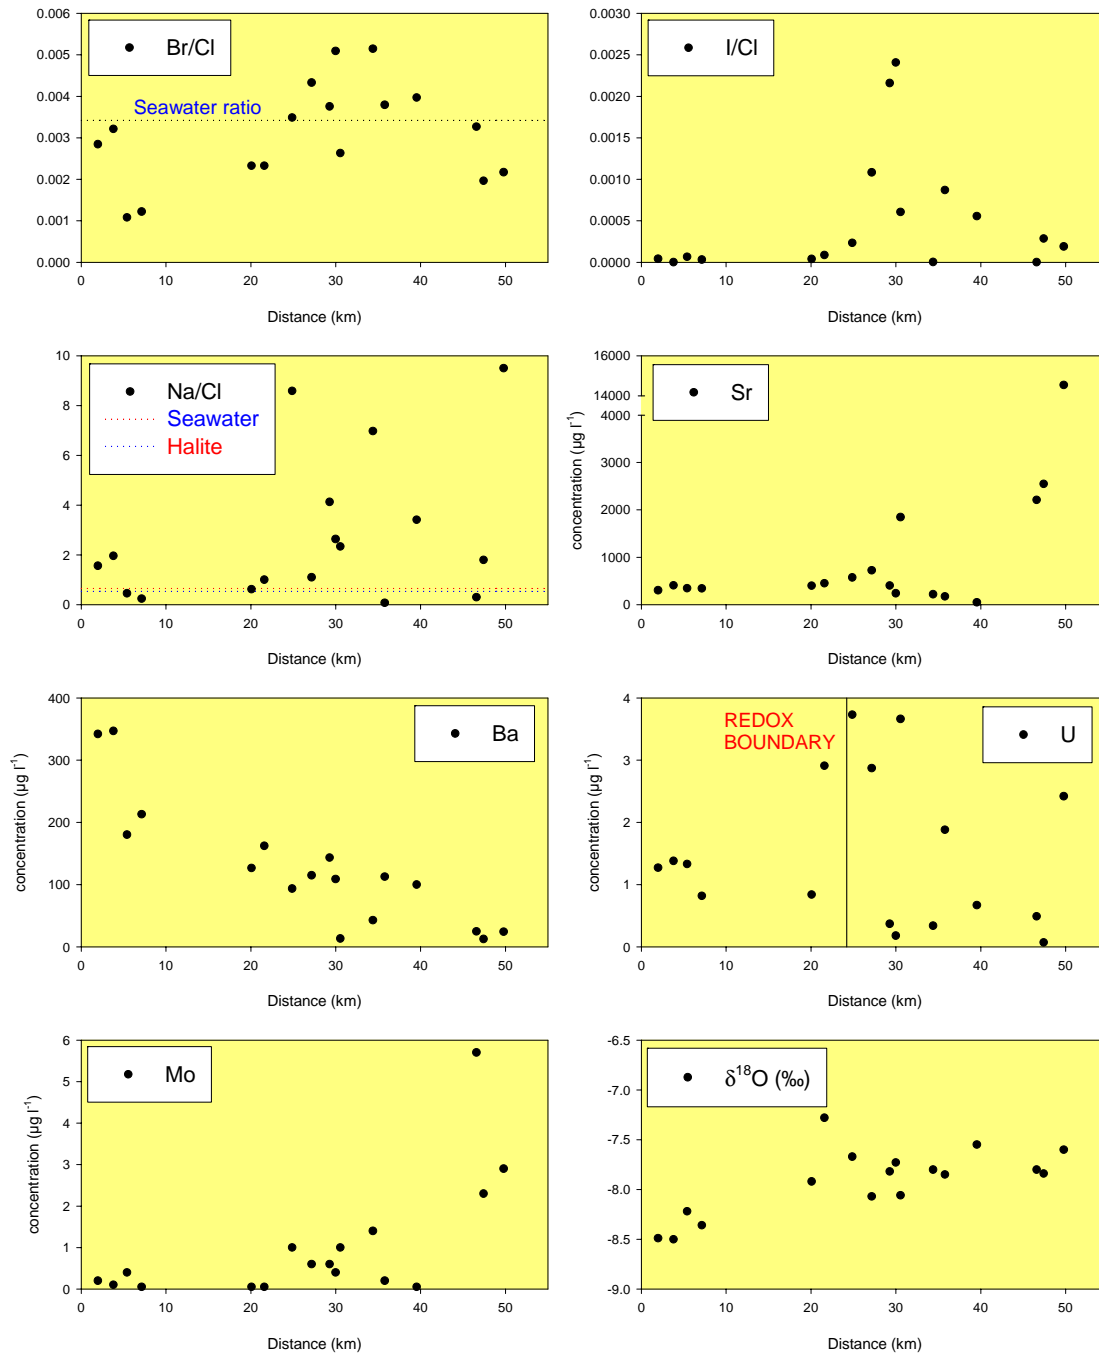 0.006
0.005
0.004
0.003
0.002
0.001
0.000
Br/Cl
Seawater ratio
0 10 20 30 40 50
Distance (km)
0.0030
0.0025
0.0020
0.0015
0.0010
0.0005
0.0000
I/Cl
0 10 20 30 40 50
Distance (km)
10
8
6
4
2
0
Na/Cl
Seawater
Halite
0 10 20 30 40 50
Distance (km)
concentration (µg l⁻¹)
16000
14000
4000
3000
2000
1000
0
Sr
0 10 20 30 40 50
Distance (km)
concentration (µg l⁻¹)
400
300
200
100
0
Ba
0 10 20 30 40 50
Distance (km)
concentration (µg l⁻¹)
4
3
2
1
0
REDOX
BOUNDARY
U
0 10 20 30 40 50
Distance (km)
concentration (µg l⁻¹)
6
5
4
3
2
1
0
Mo
0 10 20 30 40 50
Distance (km)
-6.5
-7.0
-7.5
-8.0
-8.5
-9.0
δ¹⁸O (‰)
0 10 20 30 40 50
Distance (km)